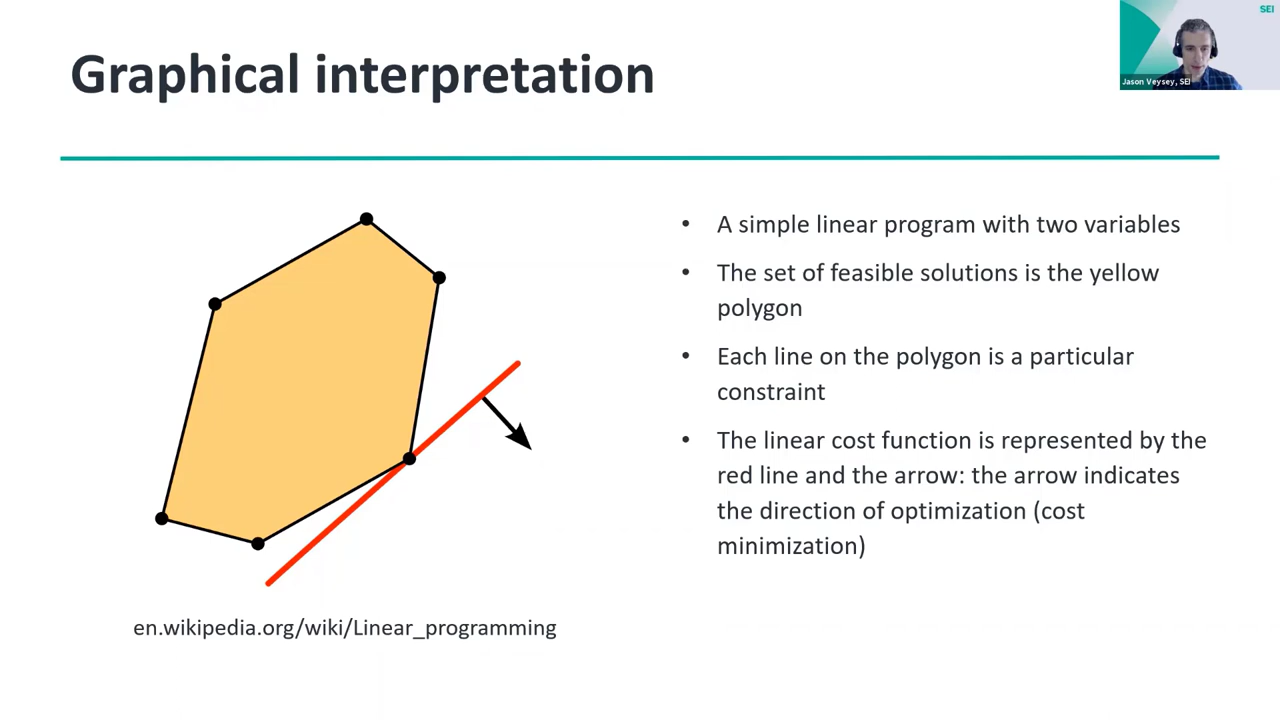 Graphical interpretation
SEI
Jason Veysey, SEI
• A simple linear program with two variables
• The set of feasible solutions is the yellow
polygon
• Each line on the polygon is a particular
constraint
• The linear cost function is represented by the
red line and the arrow: the arrow indicates
the direction of optimization (cost
minimization)
en.wikipedia.org/wiki/Linear_programming